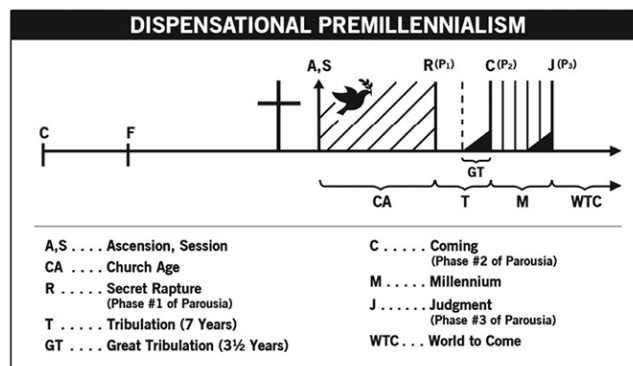 DISPENSATIONAL PREMILLENNIALISM
A,S R(P₁) C(P₂) J(P₃)
C F
GT
CA T M WTC
A,S .... Ascension, Session
CA .... Church Age
R ..... Secret Rapture
(Phase #1 of Parousia)
T ..... Tribulation (7 Years)
GT .... Great Tribulation (3½ Years)
C ..... Coming
(Phase #2 of Parousia)
M ..... Millennium
J ...... Judgment
(Phase #3 of Parousia)
WTC ... World to Come